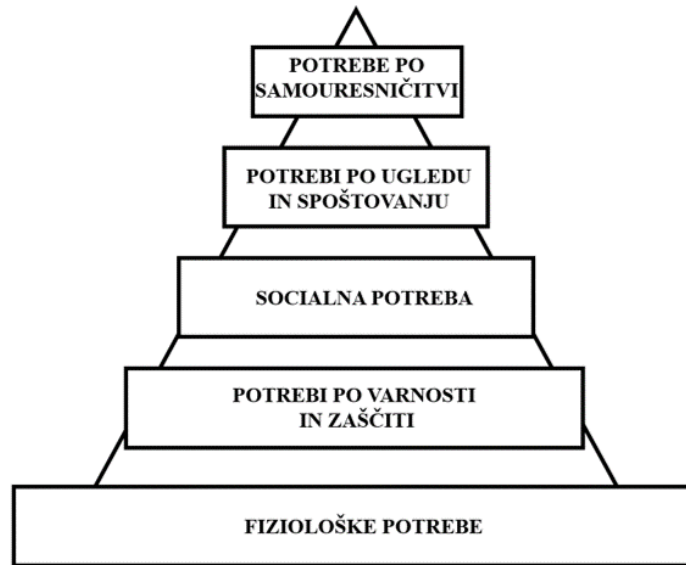 POTREBE PO
SAMOURESNIČITVI
POTREBI PO UGLEDU
IN SPOŠTOVANJU
SOCIALNA POTREBA
POTREBI PO VARNOSTI
IN ZAŠČITI
FIZIOLOŠKE POTREBE